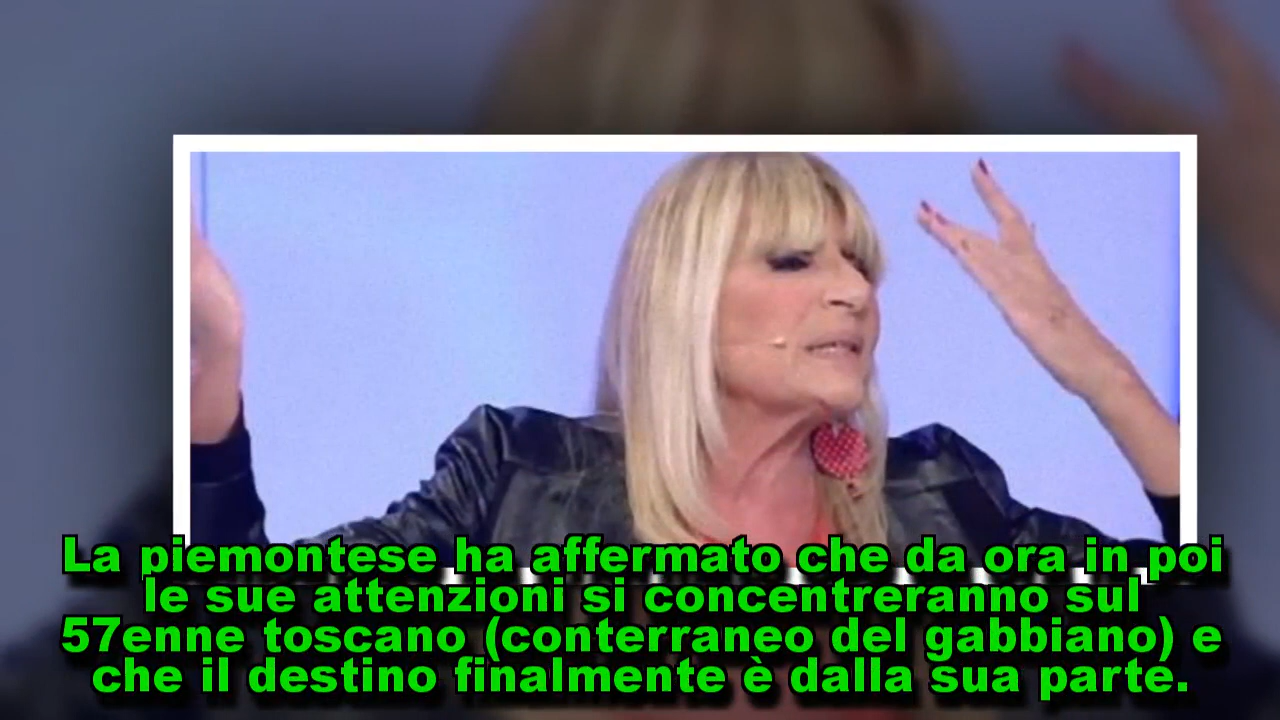 La piemontese ha affermato che da ora in poi
le sue attenzioni si concentreranno sul
57enne toscano (conterraneo del gabbiano) e
che il destino finalmente è dalla sua parte.